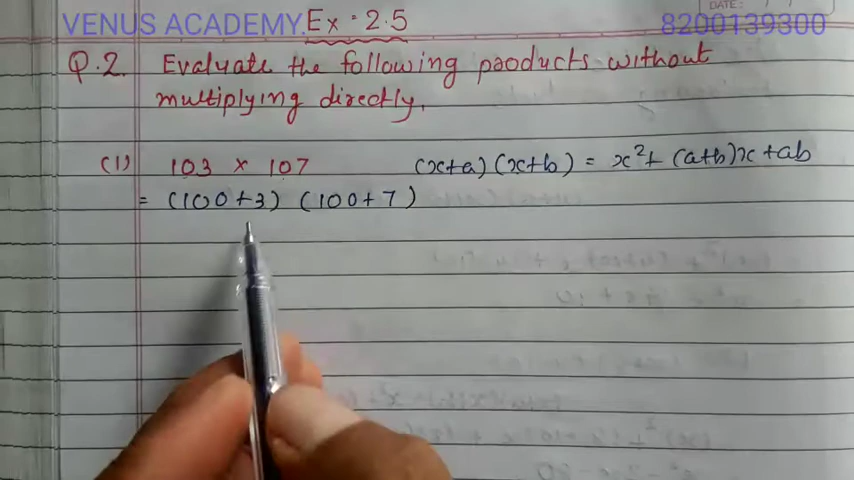 VENUS ACADEMY. Ex - 2.5 8200139300
DATE: / /
Q.2. Evaluate the following products without
multiplying directly.
(1) 103 × 107 (x+a) (x+b) = x² + (a+b)x + ab
= (100+3) (100+7)